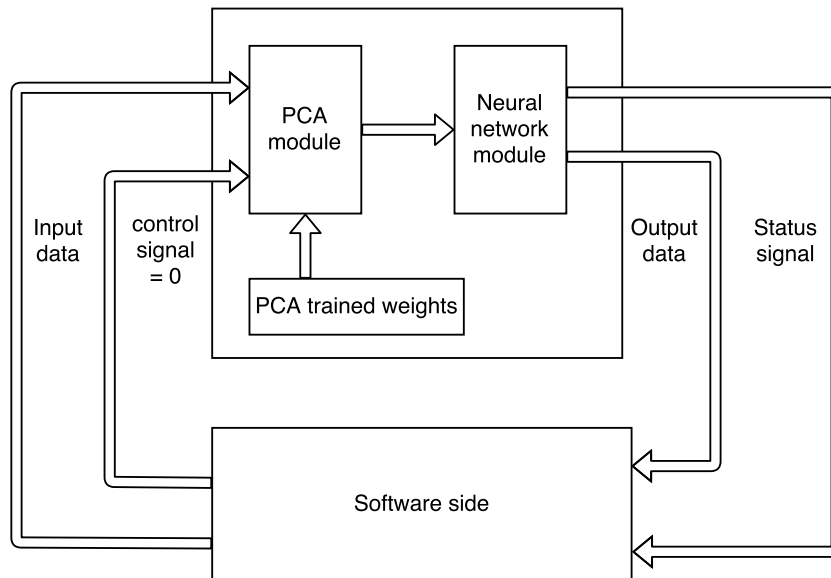 PCA
module
Neural
network
module
Input
data
control
signal
= 0
Output
data
Status
signal
PCA trained weights
Software side